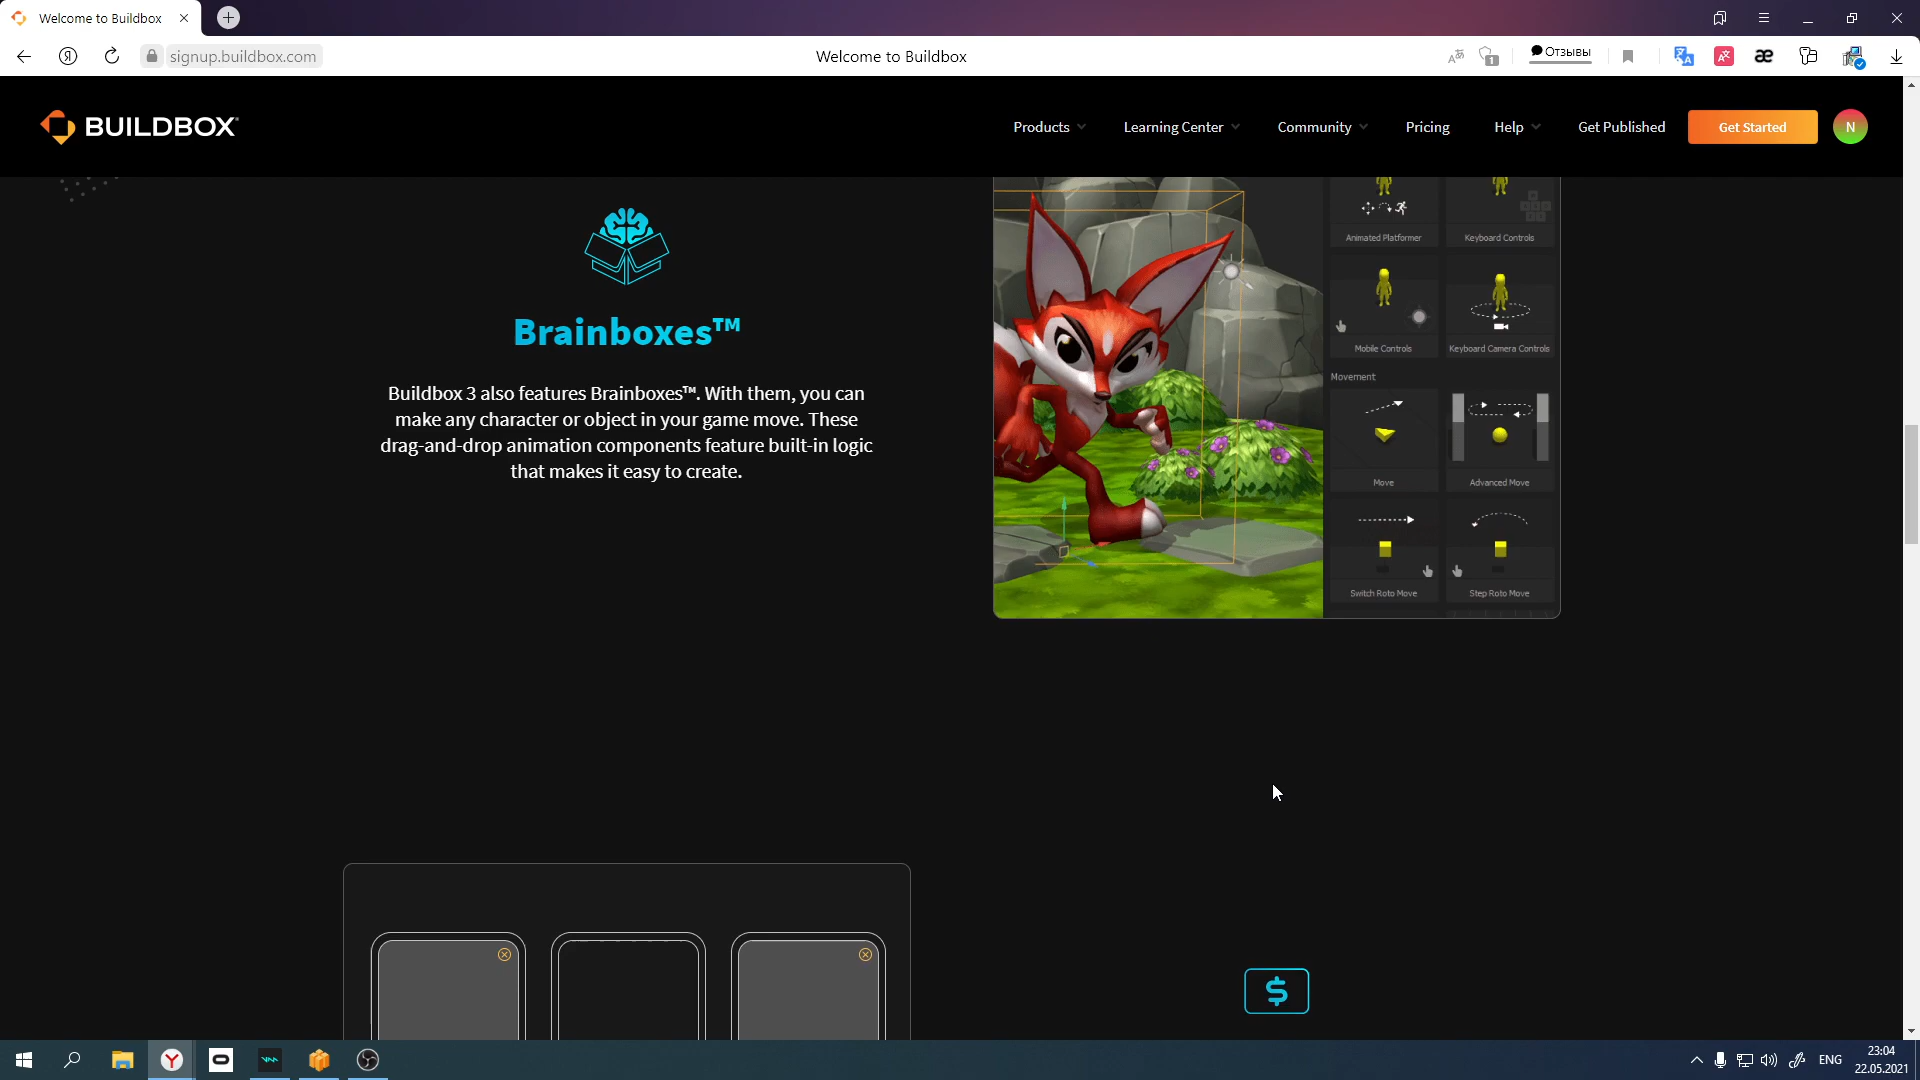 Welcome to Buildbox
signup.buildbox.com
Welcome to Buildbox
1
Отзывы
BUILDBOX
Products
Learning Center
Community
Pricing
Help
Get Published
Get Started
N
Brainboxes™
Buildbox 3 also features Brainboxes™. With them, you can
make any character or object in your game move. These
drag-and-drop animation components feature built-in logic
that makes it easy to create.
Animated Platformer
Keyboard Controls
Mobile Controls
Keyboard Camera Controls
Movement
Move
Advanced Move
Switch Roto Move
Step Roto Move
$
ENG
23:04
22.05.2021